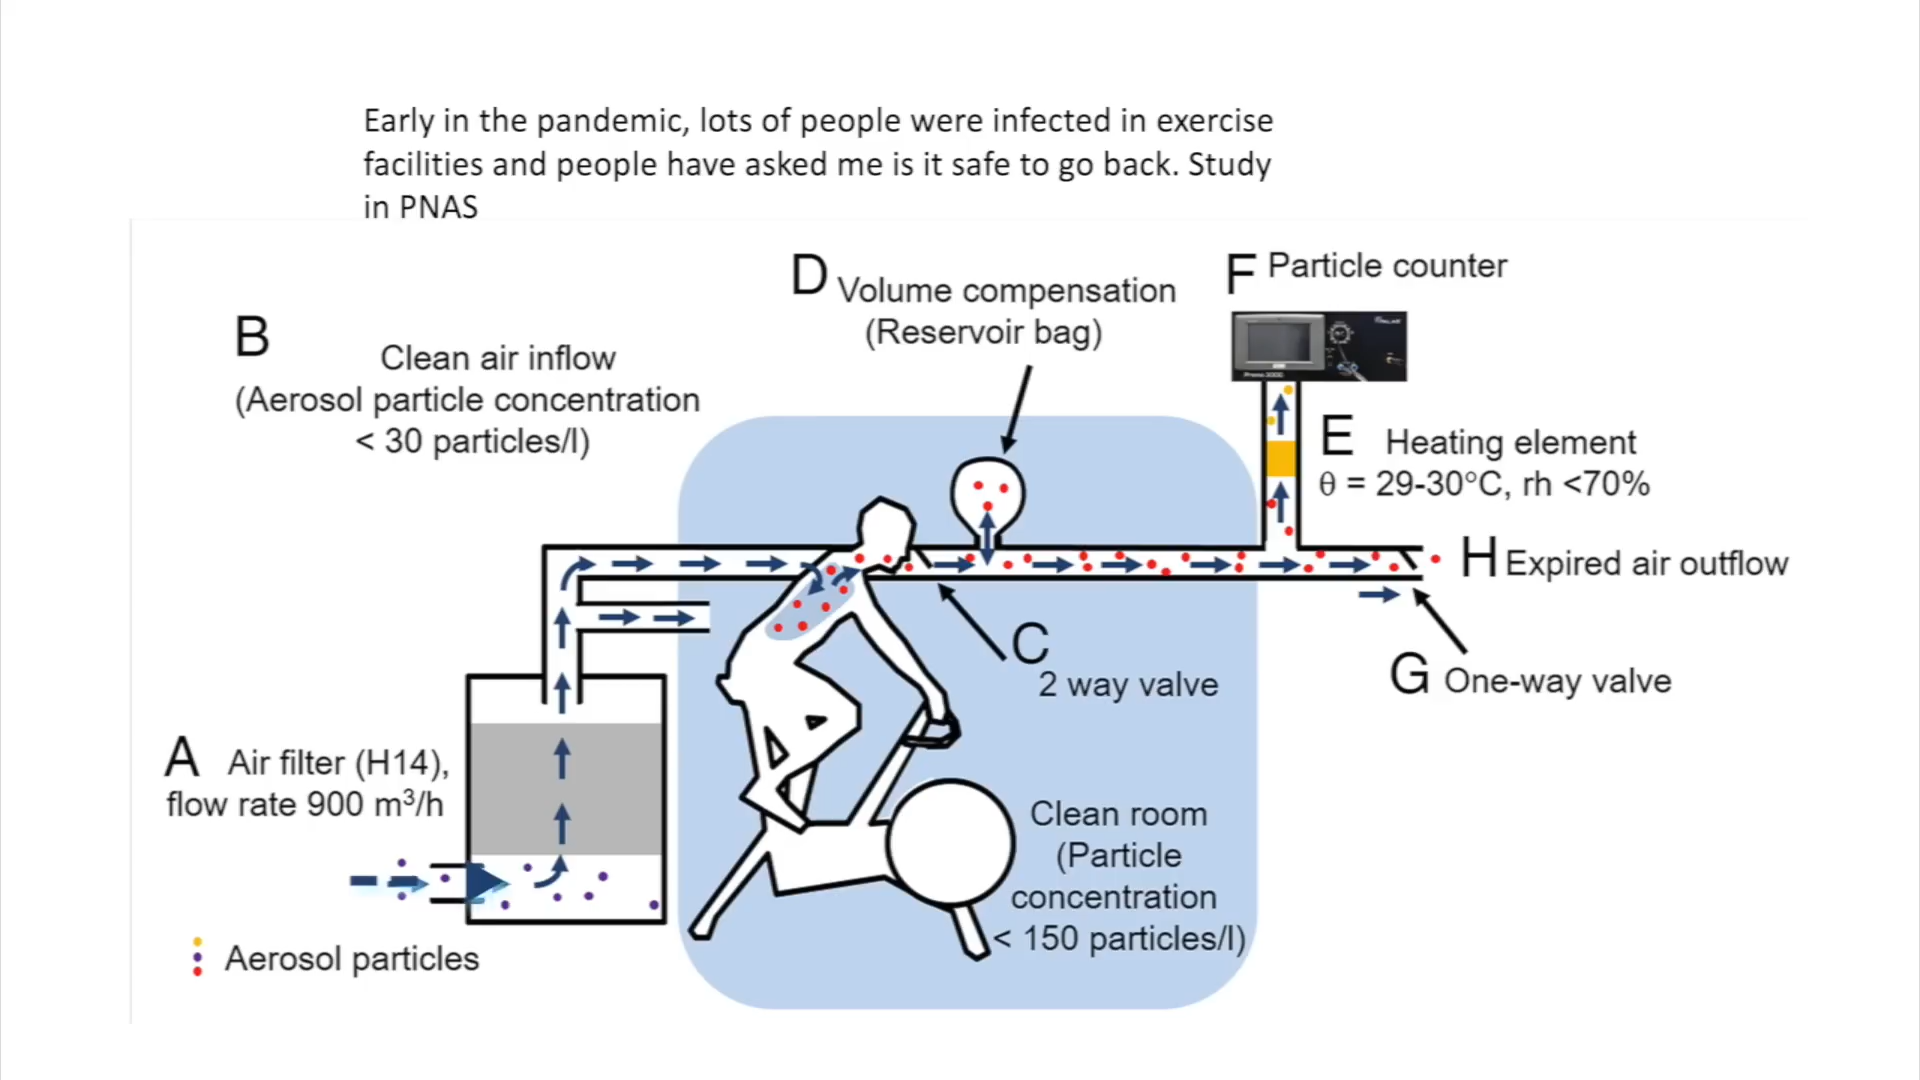 Early in the pandemic, lots of people were infected in exercise
facilities and people have asked me is it safe to go back. Study
in PNAS
D Volume compensation
(Reservoir bag)
F Particle counter
B
Clean air inflow
(Aerosol particle concentration
< 30 particles/l)
E Heating element
θ = 29-30°C, rh <70%
H Expired air outflow
C
2 way valve
G One-way valve
A Air filter (H14),
flow rate 900 m³/h
Clean room
(Particle
concentration
< 150 particles/l)
Aerosol particles